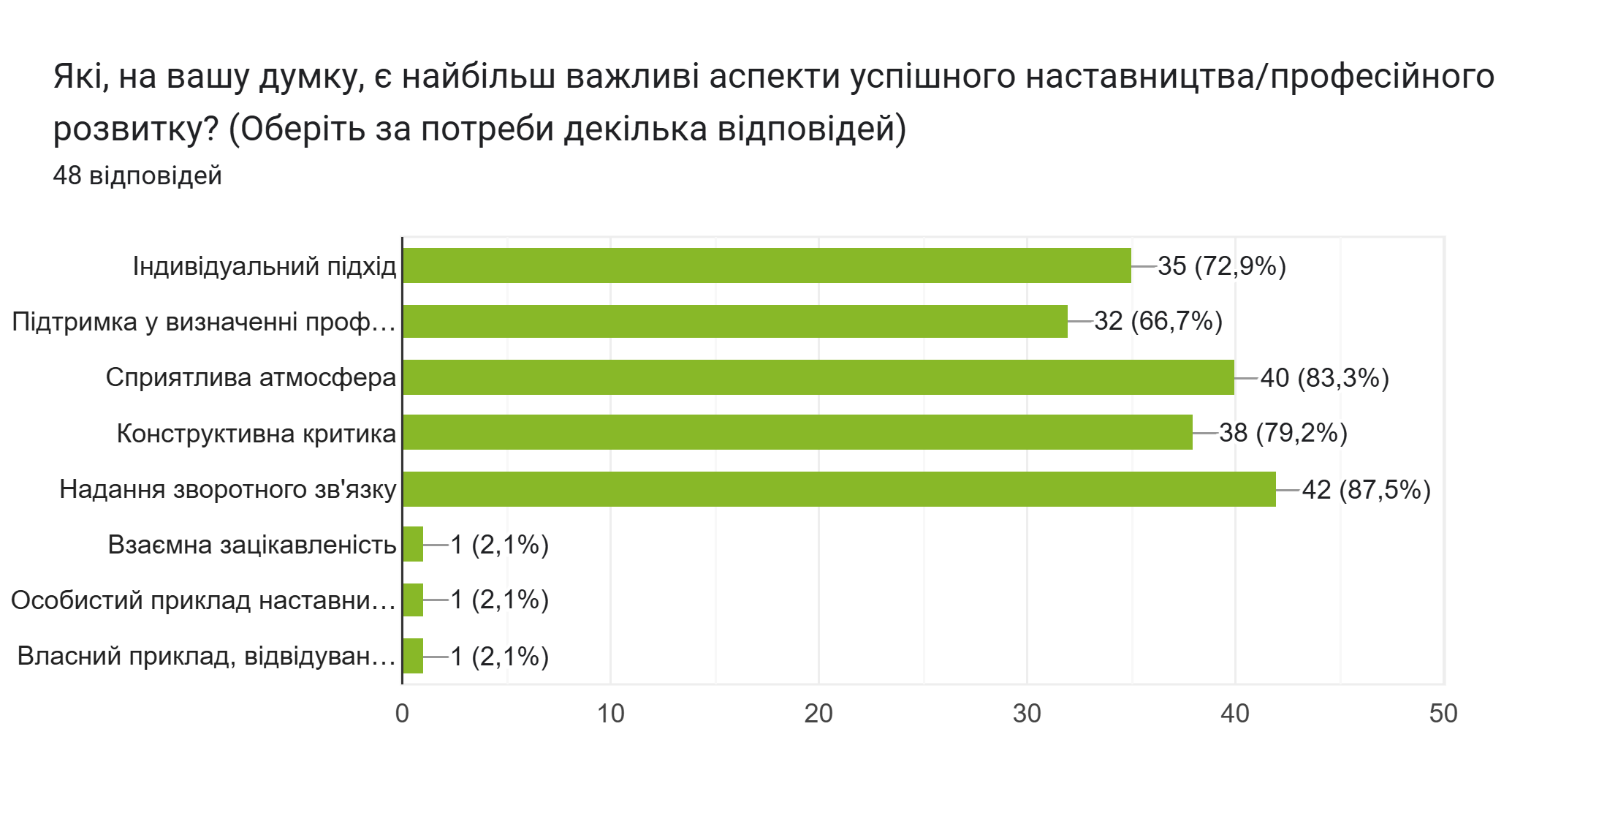 Які, на вашу думку, є найбільш важливі аспекти успішного наставництва/професійного
розвитку? (Оберіть за потреби декілька відповідей)
48 відповідей
Індивідуальний підхід
35 (72,9%)
Підтримка у визначенні проф…
32 (66,7%)
Сприятлива атмосфера
40 (83,3%)
Конструктивна критика
38 (79,2%)
Надання зворотного зв'язку
42 (87,5%)
Взаємна зацікавленість
1 (2,1%)
Особистий приклад наставни…
1 (2,1%)
Власний приклад, відвідуван…
1 (2,1%)
0 10 20 30 40 50